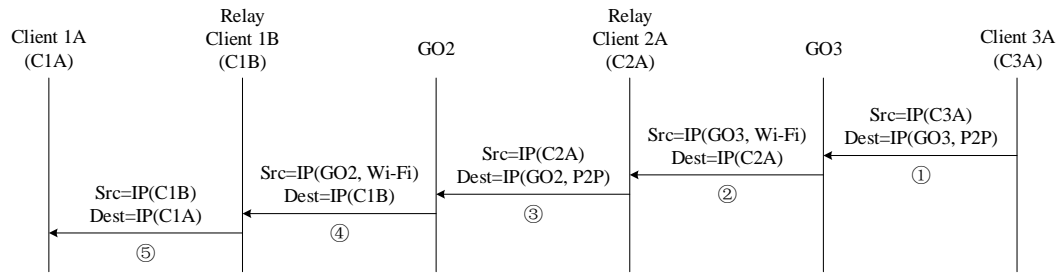 Client 1A
(C1A)
Relay
Client 1B
(C1B)
GO2
Relay
Client 2A
(C2A)
GO3
Client 3A
(C3A)
Src=IP(C3A)
Dest=IP(GO3, P2P)
①
Src=IP(GO3, Wi-Fi)
Dest=IP(C2A)
②
Src=IP(C2A)
Dest=IP(GO2, P2P)
③
Src=IP(GO2, Wi-Fi)
Dest=IP(C1B)
④
Src=IP(C1B)
Dest=IP(C1A)
⑤